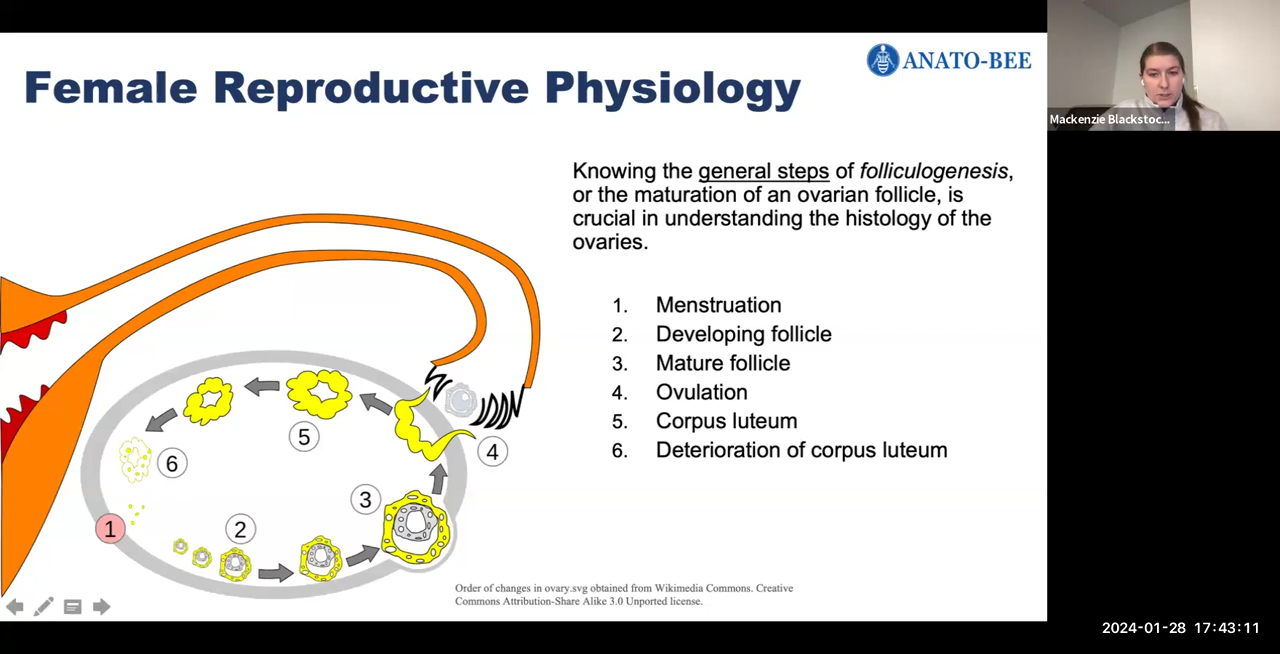 ANATO-BEE
Female Reproductive Physiology
Mackenzie Blackstoc...
Knowing the general steps of folliculogenesis,
or the maturation of an ovarian follicle, is
crucial in understanding the histology of the
ovaries.
1. Menstruation
2. Developing follicle
3. Mature follicle
4. Ovulation
5. Corpus luteum
6. Deterioration of corpus luteum
5
6
4
3
1
2
Order of changes in ovary.svg obtained from Wikimedia Commons. Creative
Commons Attribution-Share Alike 3.0 Unported license.
2024-01-28 17:43:11